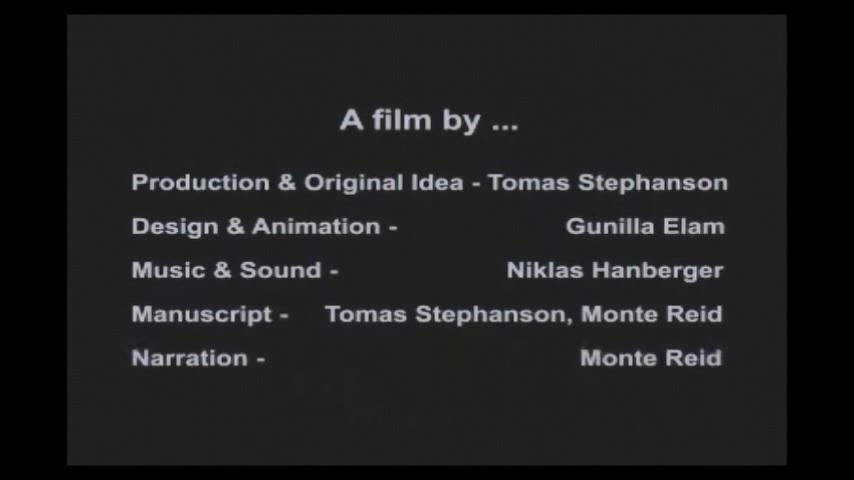 A film by ...
Production & Original Idea - Tomas Stephanson
Design & Animation - Gunilla Elam
Music & Sound - Niklas Hanberger
Manuscript - Tomas Stephanson, Monte Reid
Narration - Monte Reid